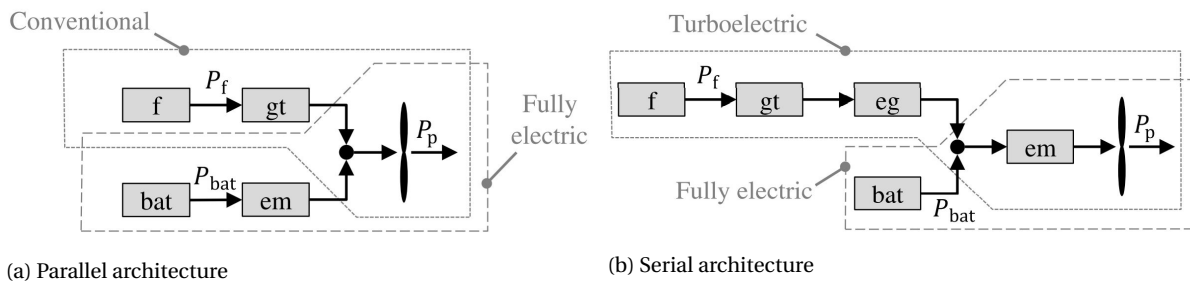 Conventional
P_f
f
gt
Fully
electric
P_p
P_bat
bat
em
(a) Parallel architecture
Turboelectric
P_f
f
gt
eg
em
P_p
Fully electric
bat
P_bat
(b) Serial architecture